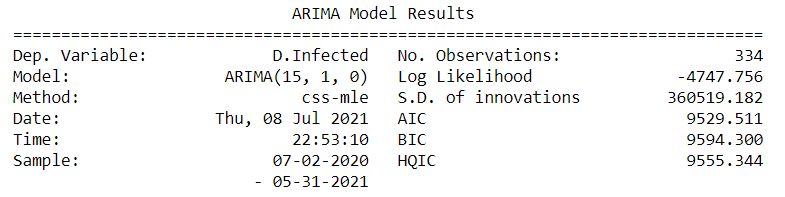 ARIMA Model Results
==============================================================================
Dep. Variable: D.Infected No. Observations: 334
Model: ARIMA(15, 1, 0) Log Likelihood -4747.756
Method: css-mle S.D. of innovations 360519.182
Date: Thu, 08 Jul 2021 AIC 9529.511
Time: 22:53:10 BIC 9594.300
Sample: 07-02-2020 HQIC 9555.344
- 05-31-2021